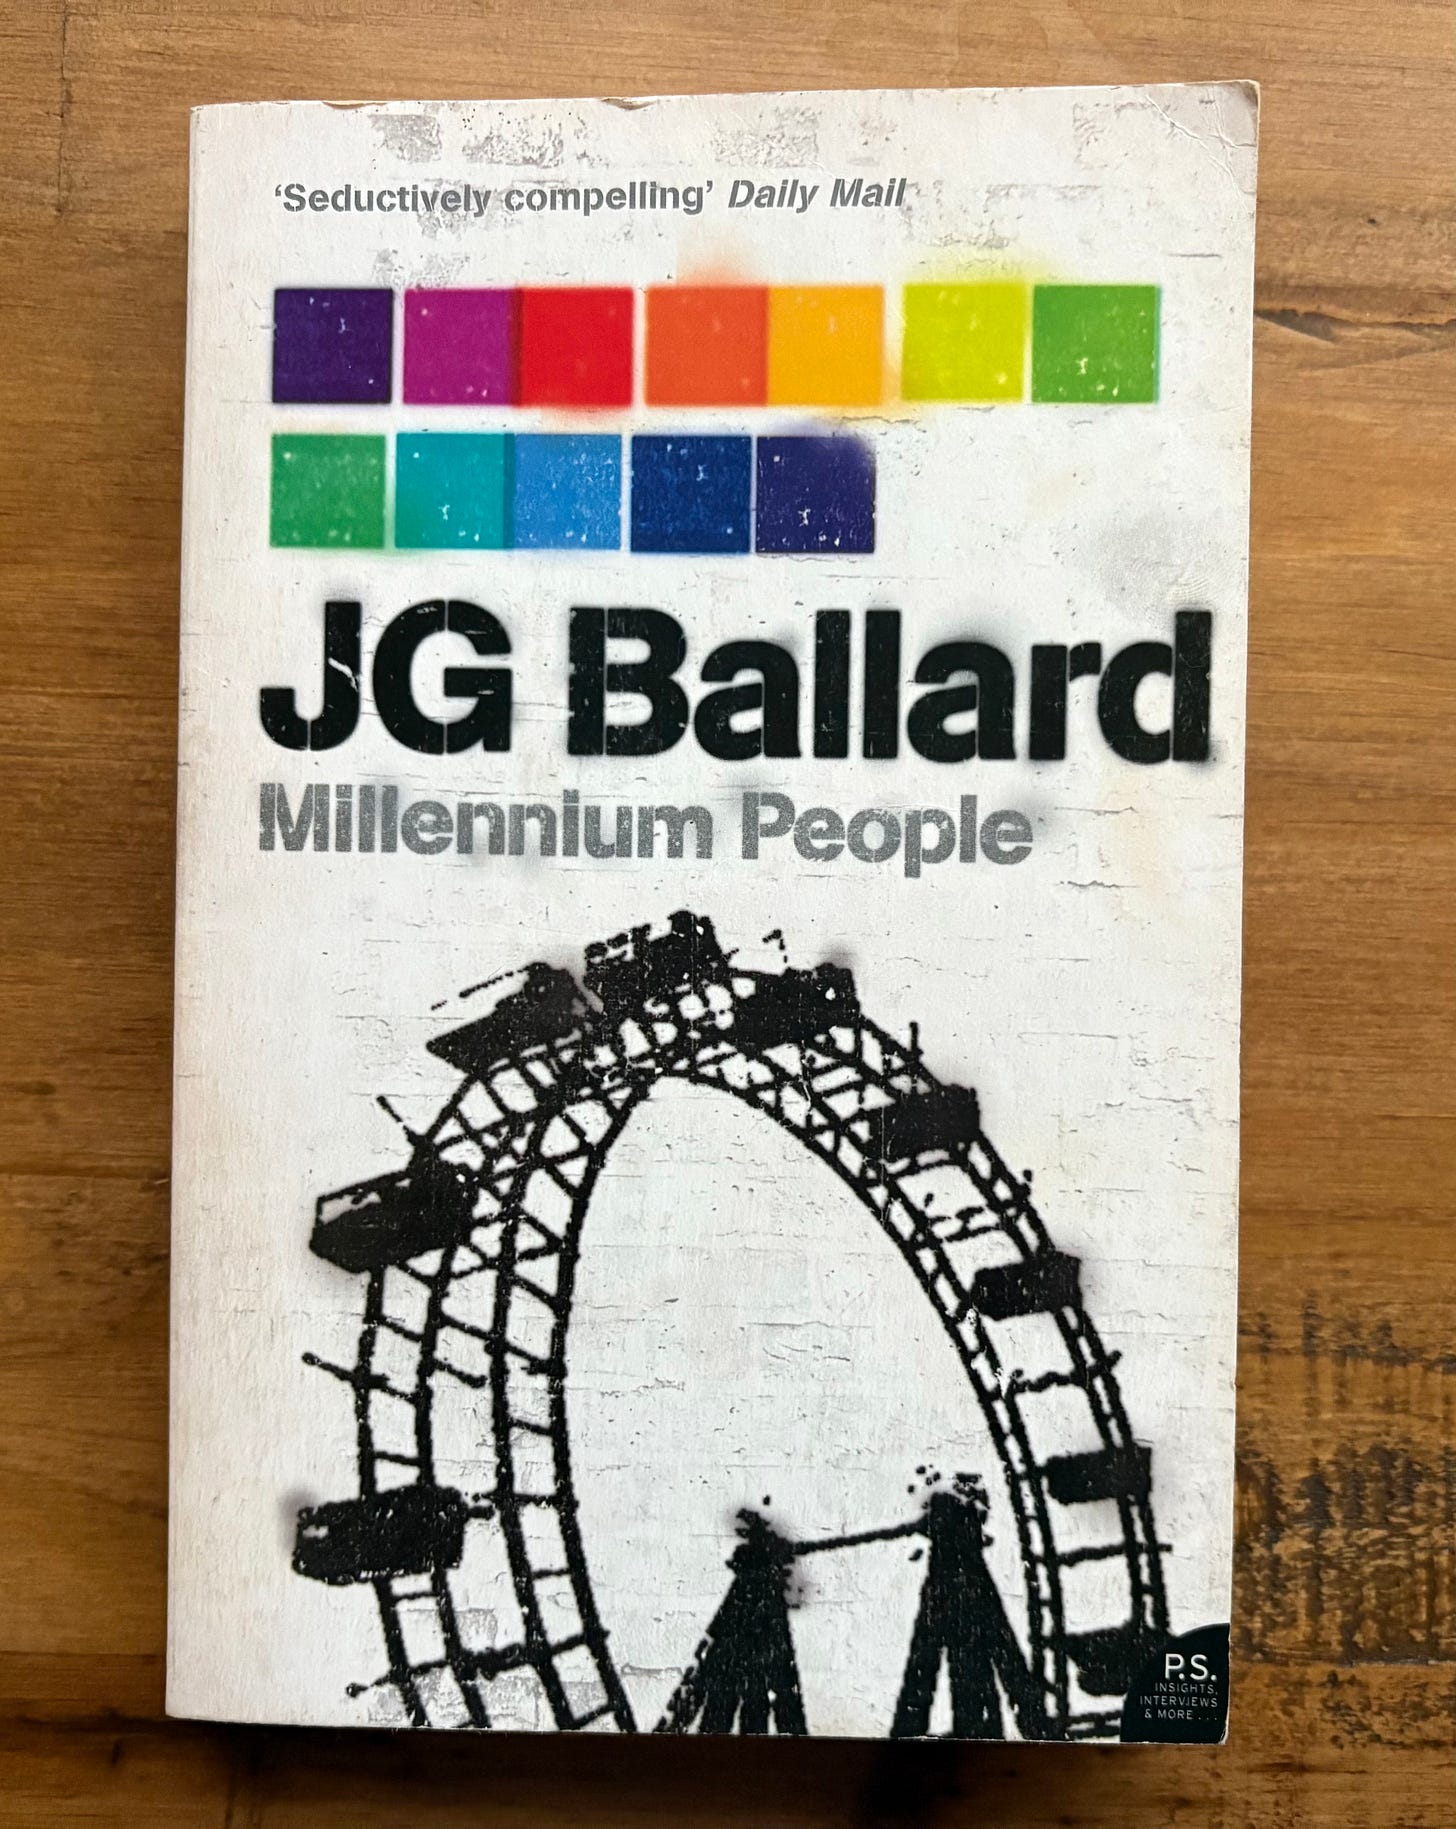 ‘Seductively compelling’ Daily Mail
JG Ballard
Millennium People
P.S.
INSIGHTS,
INTERVIEWS
& MORE . . .